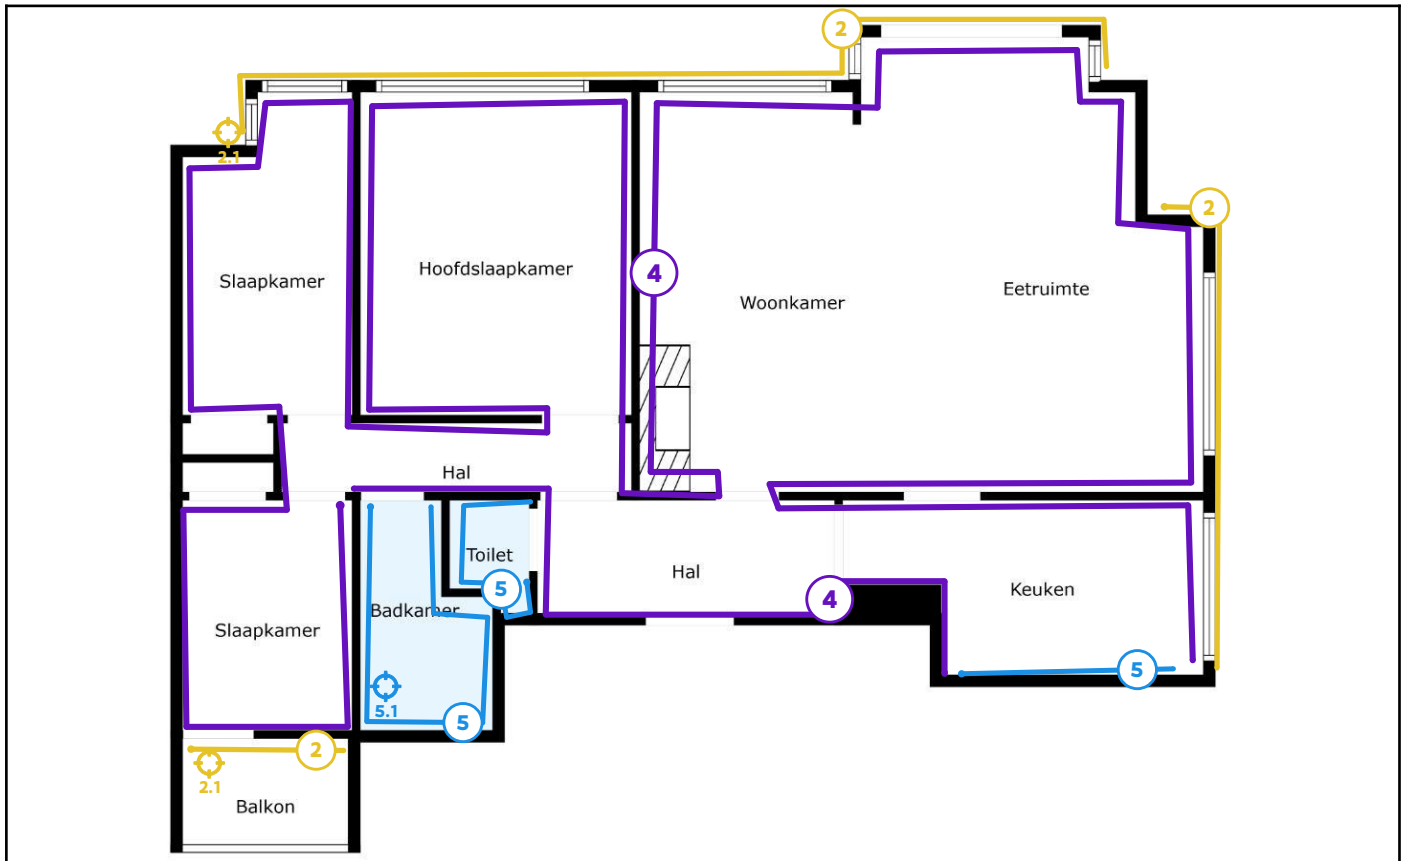 2
2.1
2
Slaapkamer
Hoofdslaapkamer
4
Woonkamer
Eetruimte
Hal
Toilet
5
Hal
Keuken
4
Badkamer
Slaapkamer
5
5.1
5
2
2.1
Balkon